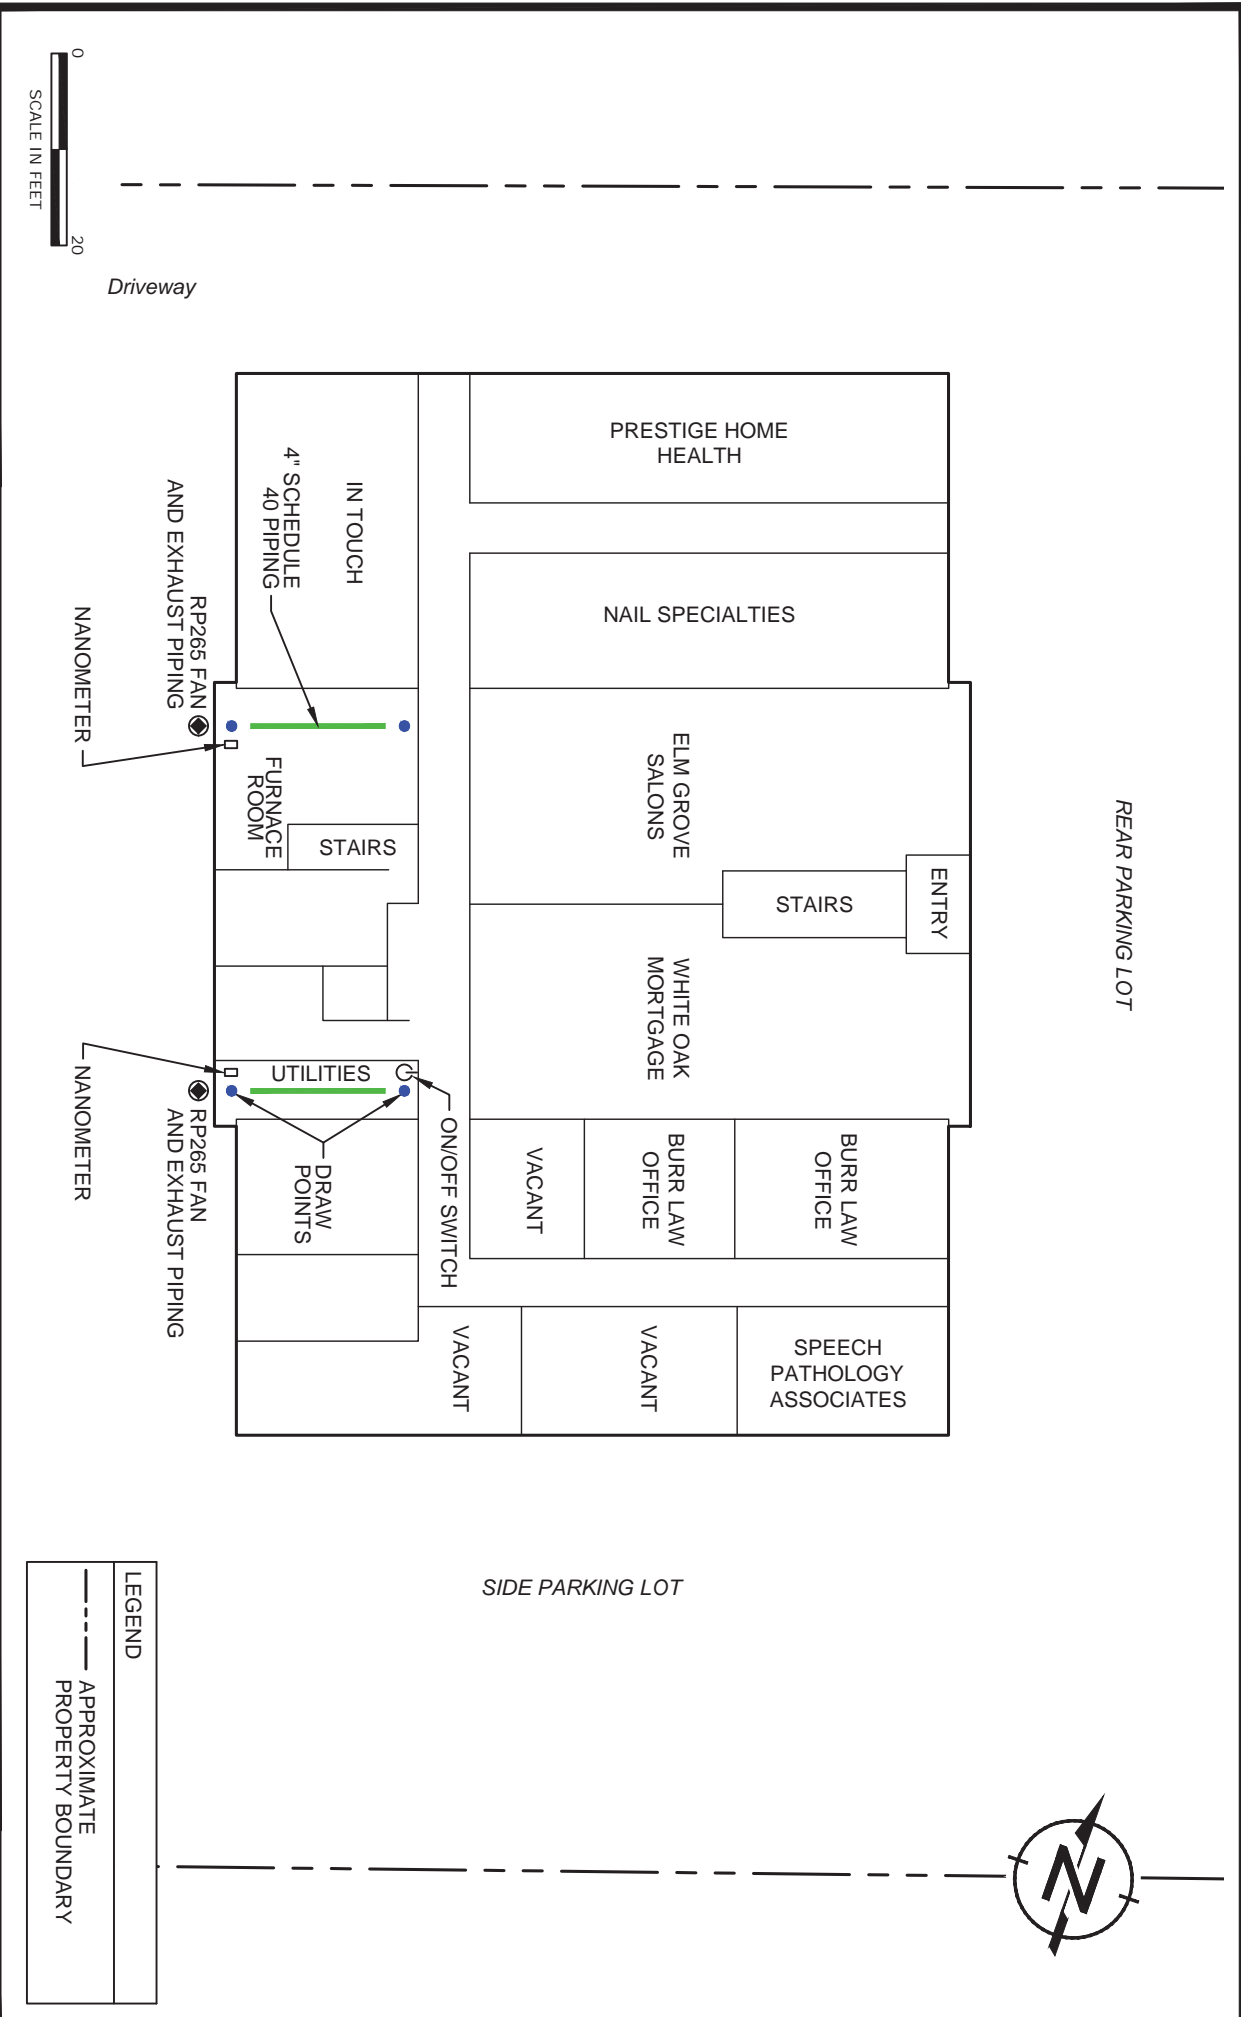 0
20
SCALE IN FEET
Driveway
REAR PARKING LOT
PRESTIGE HOME
HEALTH
NAIL SPECIALTIES
IN TOUCH
4" SCHEDULE
40 PIPING
RP265 FAN
AND EXHAUST PIPING
NANOMETER
FURNACE
ROOM
STAIRS
ELM GROVE
SALONS
STAIRS
ENTRY
WHITE OAK
MORTGAGE
UTILITIES
ON/OFF SWITCH
DRAW
POINTS
NANOMETER
RP265 FAN
AND EXHAUST PIPING
VACANT
BURR LAW
OFFICE
BURR LAW
OFFICE
VACANT
VACANT
SPEECH
PATHOLOGY
ASSOCIATES
SIDE PARKING LOT
LEGEND
APPROXIMATE
PROPERTY BOUNDARY
N